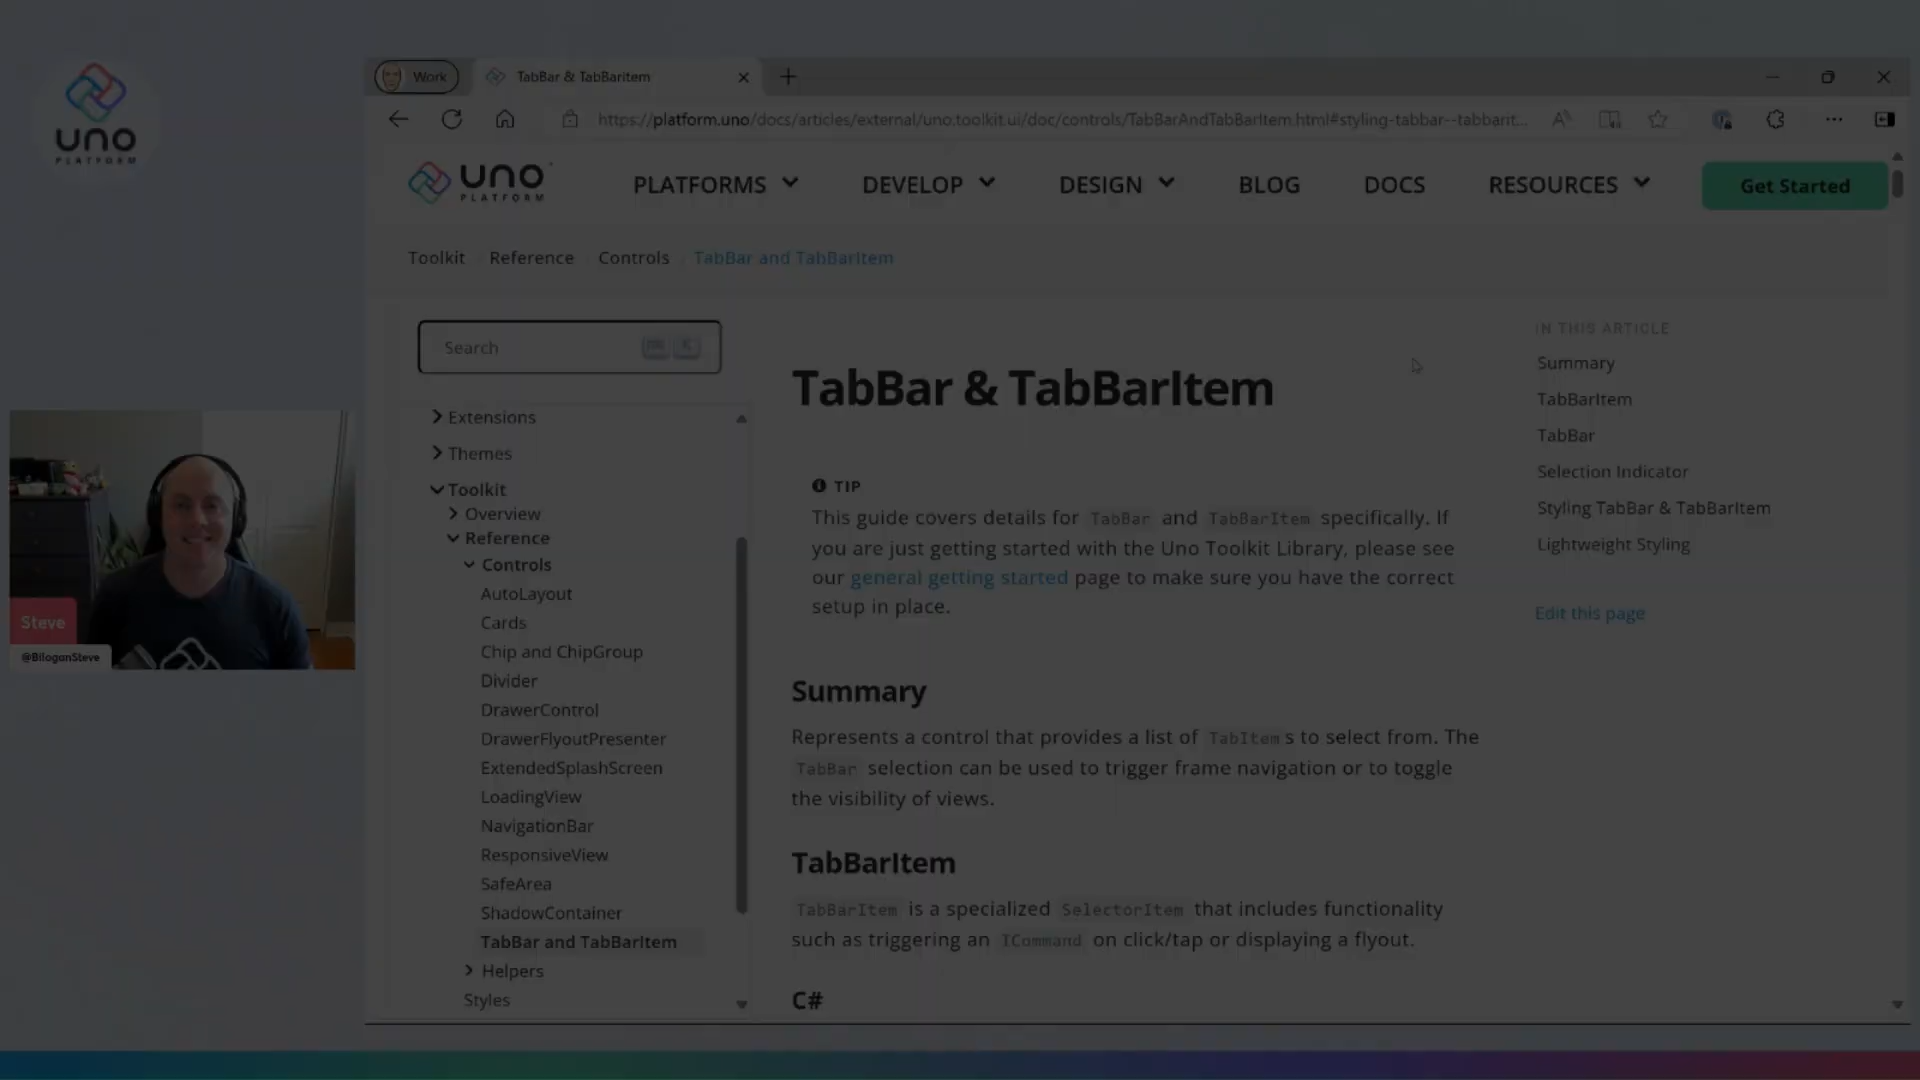 UNO
PLATFORM
Work
TabBar & TabBarItem
https://platform.uno/docs/articles/external/uno.toolkit.ui/doc/controls/TabBarAndTabBarItem.html#styling-tabbar--tabbarit...
UNO
PLATFORM
PLATFORMS
DEVELOP
DESIGN
BLOG
DOCS
RESOURCES
Get Started
Toolkit
Reference
Controls
TabBar and TabBarItem
Search
Extensions
Themes
Toolkit
Overview
Reference
Controls
AutoLayout
Cards
Chip and ChipGroup
Divider
DrawerControl
DrawerFlyoutPresenter
ExtendedSplashScreen
LoadingView
NavigationBar
ResponsiveView
SafeArea
ShadowContainer
TabBar and TabBarItem
Helpers
Styles
TabBar & TabBarItem
TIP
This guide covers details for TabBar and TabBarItem specifically. If
you are just getting started with the Uno Toolkit Library, please see
our general getting started page to make sure you have the correct
setup in place.
Summary
Represents a control that provides a list of TabItem s to select from. The
TabBar selection can be used to trigger frame navigation or to toggle
the visibility of views.
TabBarItem
TabBarItem is a specialized SelectorItem that includes functionality
such as triggering an ICommand on click/tap or displaying a flyout.
C#
IN THIS ARTICLE
Summary
TabBarItem
TabBar
Selection Indicator
Styling TabBar & TabBarItem
Lightweight Styling
Edit this page
Steve
@BiloganSteve